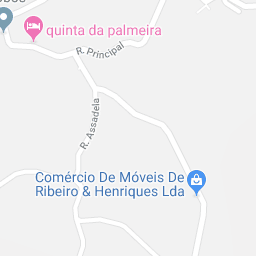 quinta da palmeira
R. Principal
R. Assadela
Comércio De Móveis De
Ribeiro & Henriques Lda